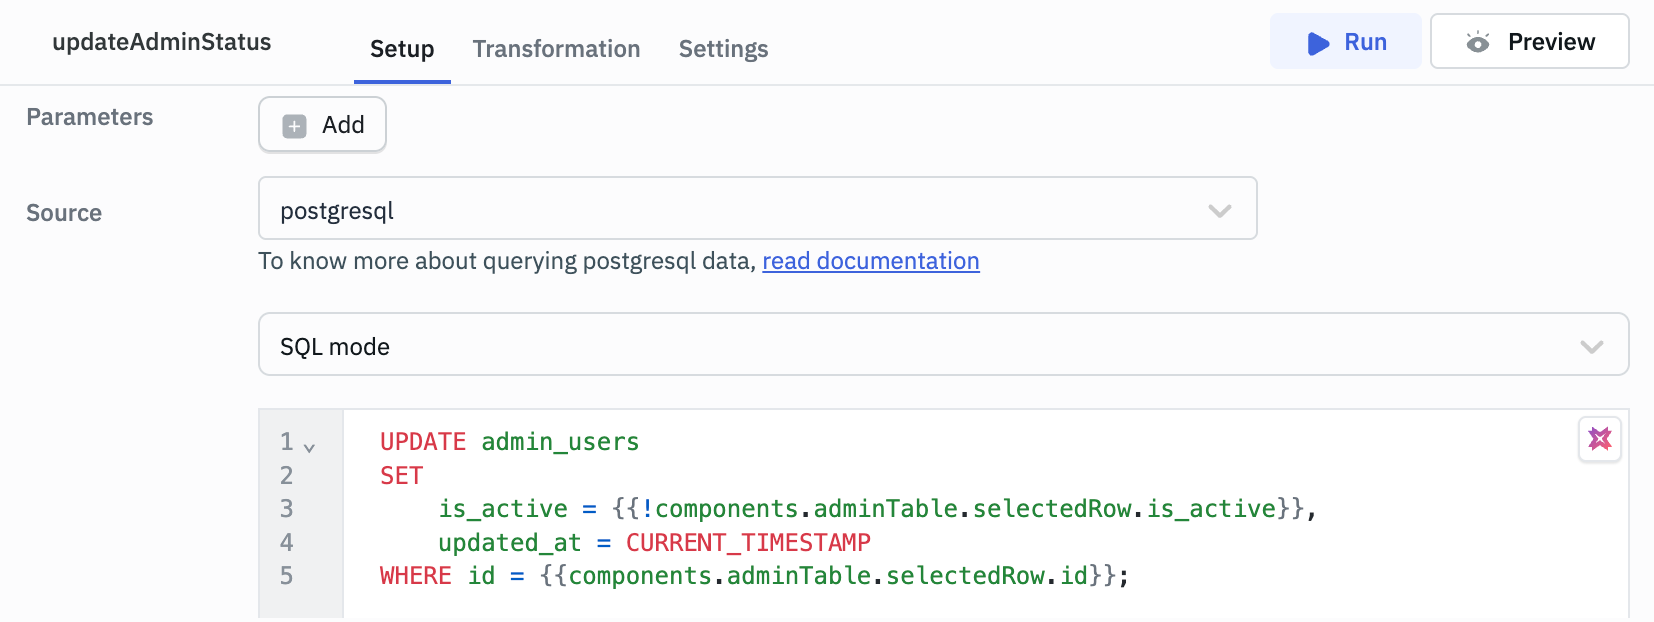 updateAdminStatus
Setup
Transformation
Settings
Run
Preview
Parameters
Add
Source
postgresql
To know more about querying postgresql data, read documentation
SQL mode
1 UPDATE admin_users
2 SET
3 is_active = {{!components.adminTable.selectedRow.is_active}},
4 updated_at = CURRENT_TIMESTAMP
5 WHERE id = {{components.adminTable.selectedRow.id}};